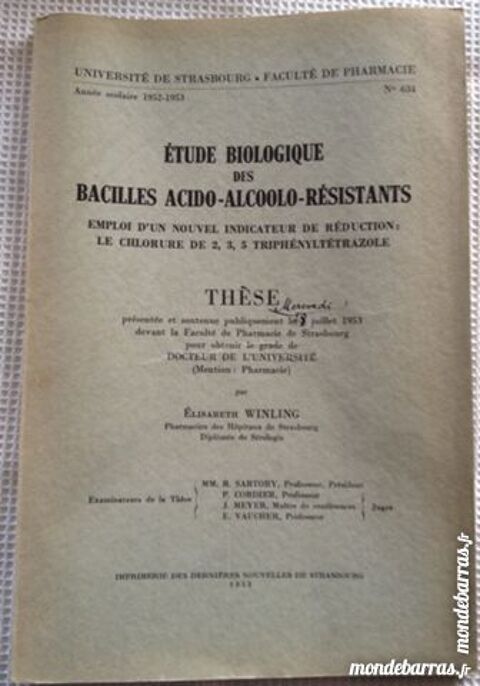 UNIVERSITÉ DE STRASBOURG • FACULTÉ DE PHARMACIE
Année scolaire 1952-1953 N° 634
ÉTUDE BIOLOGIQUE
DES
BACILLES ACIDO-ALCOOLO-RÉSISTANTS
EMPLOI D'UN NOUVEL INDICATEUR DE RÉDUCTION:
LE CHLORURE DE 2, 3, 5 TRIPHÉNYLTÉTRAZOLE
THÈSE
Mercredi
présentée et soutenue publiquement le 8 juillet 1953
devant la Faculté de Pharmacie de Strasbourg
pour obtenir le grade de
DOCTEUR DE L'UNIVERSITÉ
(Mention : Pharmacie)
par
ÉLISABETH WINLING
Pharmacien des Hôpitaux de Strasbourg
Diplômée de Sérologie
MM. R. SARTORY, Professeur, Président
Examinateurs de la Thèse P. CORDIER, Professeur
J. MEYER, Maître de conférences Juges
E. VAUCHER, Professeur
IMPRIMERIE DES DERNIÈRES NOUVELLES DE STRASBOURG
1953
mondebarras.fr
mondebarras.fr